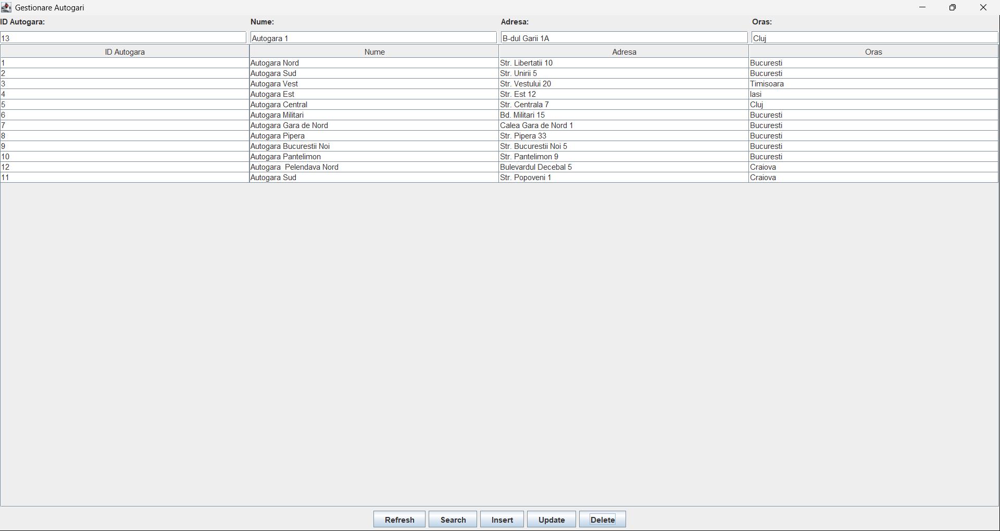 Gestionare Autogari
ID Autogara: Nume: Adresa: Oras:
13 Autogara 1 B-dul Garii 1A Cluj
ID Autogara Nume Adresa Oras
1 Autogara Nord Str. Libertatii 10 Bucuresti
2 Autogara Sud Str. Unirii 5 Bucuresti
3 Autogara Vest Str. Vestului 20 Timisoara
4 Autogara Est Str. Est 12 Iasi
5 Autogara Central Str. Centrala 7 Cluj
6 Autogara Militari Bd. Militari 15 Bucuresti
7 Autogara Gara de Nord Calea Gara de Nord 1 Bucuresti
8 Autogara Pipera Str. Pipera 33 Bucuresti
9 Autogara Bucurestii Noi Str. Bucurestii Noi 5 Bucuresti
10 Autogara Pantelimon Str. Pantelimon 9 Bucuresti
12 Autogara  Pelendava Nord Bulevardul Decebal 5 Craiova
11 Autogara Sud Str. Popoveni 1 Craiova
Refresh Search Insert Update Delete